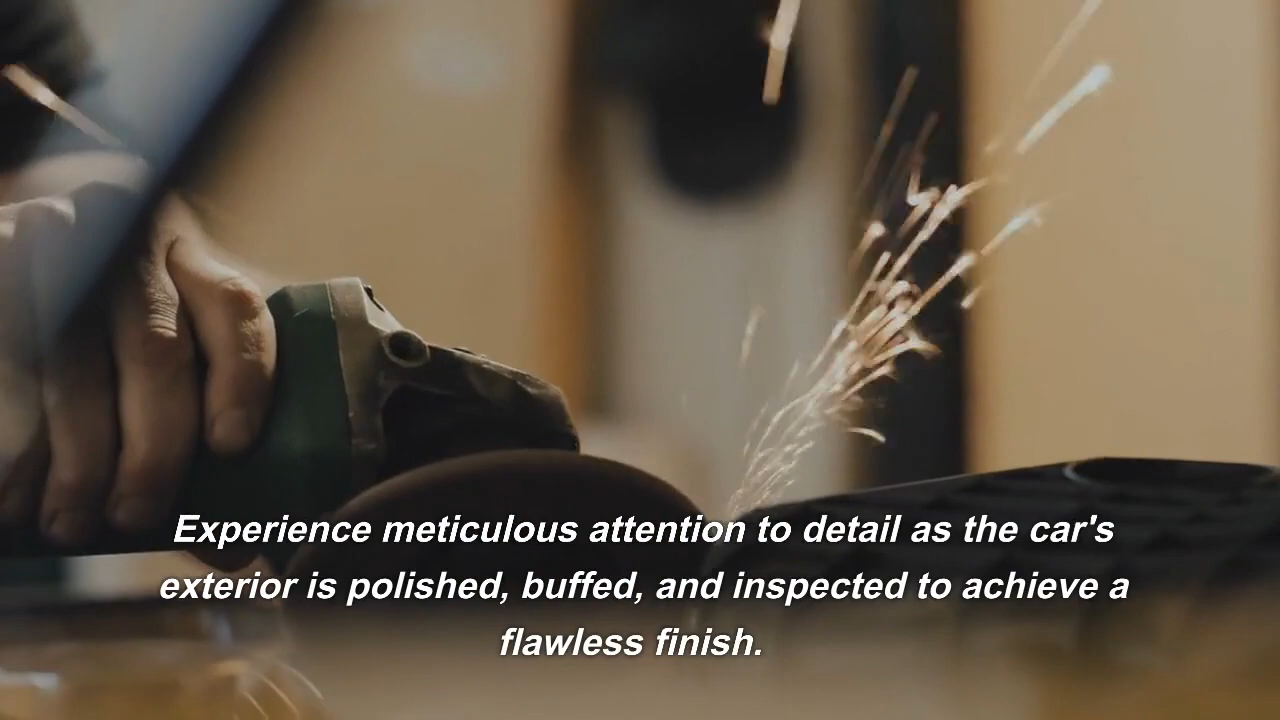 Experience meticulous attention to detail as the car's
exterior is polished, buffed, and inspected to achieve a
flawless finish.